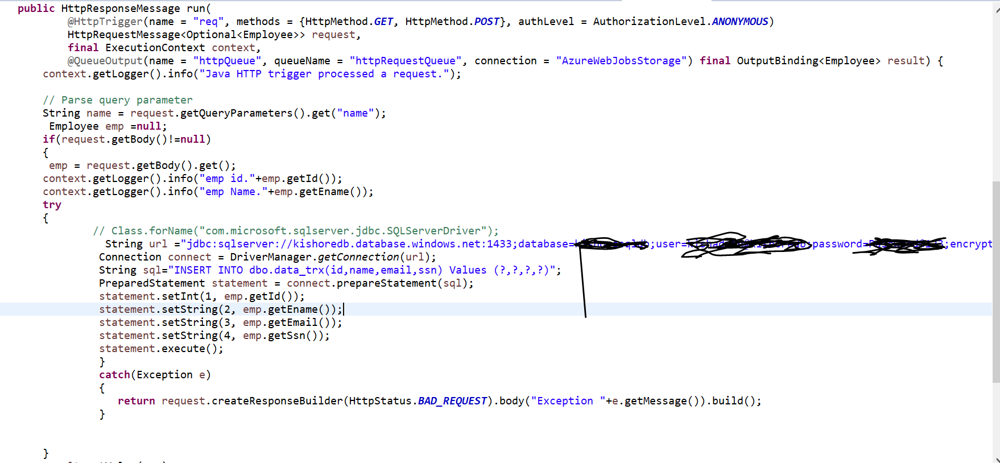 public HttpResponseMessage run(
@HttpTrigger(name = "req", methods = {HttpMethod.GET, HttpMethod.POST}, authLevel = AuthorizationLevel.ANONYMOUS)
HttpRequestMessage<Optional<Employee>> request,
final ExecutionContext context,
@QueueOutput(name = "httpQueue", queueName = "httpRequestQueue", connection = "AzureWebJobsStorage") final OutputBinding<Employee> result) {
context.getLogger().info("Java HTTP trigger processed a request.");
// Parse query parameter
String name = request.getQueryParameters().get("name");
Employee emp =null;
if(request.getBody()!=null)
{
emp = request.getBody().get();
context.getLogger().info("emp id."+emp.getId());
context.getLogger().info("emp Name."+emp.getEname());
try
{
// Class.forName("com.microsoft.sqlserver.jdbc.SQLServerDriver");
String url ="jdbc:sqlserver://kishoredb.database.windows.net:1433;database= ;user= ;password= ;encrypt
Connection connect = DriverManager.getConnection(url);
String sql="INSERT INTO dbo.data_trx(id,name,email,ssn) Values (?,?,?,?)";
PreparedStatement statement = connect.prepareStatement(sql);
statement.setInt(1, emp.getId());
statement.setString(2, emp.getEname());
statement.setString(3, emp.getEmail());
statement.setString(4, emp.getSsn());
statement.execute();
}
catch(Exception e)
{
return request.createResponseBuilder(HttpStatus.BAD_REQUEST).body("Exception "+e.getMessage()).build();
}
}